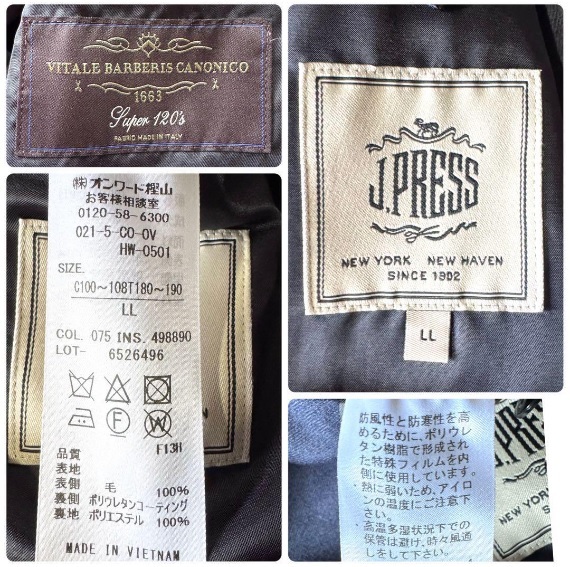 VITALE BARBERIS CANONICO
1663
Super 120's
FABRIC MADE IN ITALY
J.PRESS
NEW YORK NEW HAVEN
SINCE 1902
LL
㈱オンワード樫山
お客様相談室
0120-58-6300
021-5-CO-OV
HW-0501
SIZE.
C100～108T180～190
LL
COL. 075 INS. 498890
LOT- 6526496
F
W
F13H
品質
表地
表側 毛 100%
裏側 ポリウレタンコーティング
裏地 ポリエステル 100%
MADE IN VIETNAM
防風性と防寒性を高
めるために、ポリウレ
タン樹脂で形成され
た特殊フィルムを内
側に使用しています。
・熱に弱いため、アイロ
ンの温度にご注意下
さい。
・高温多湿状況下での
保管は避け、時々風通
しをして下さい。
.PRESS
NEW YORK NEW
SINC